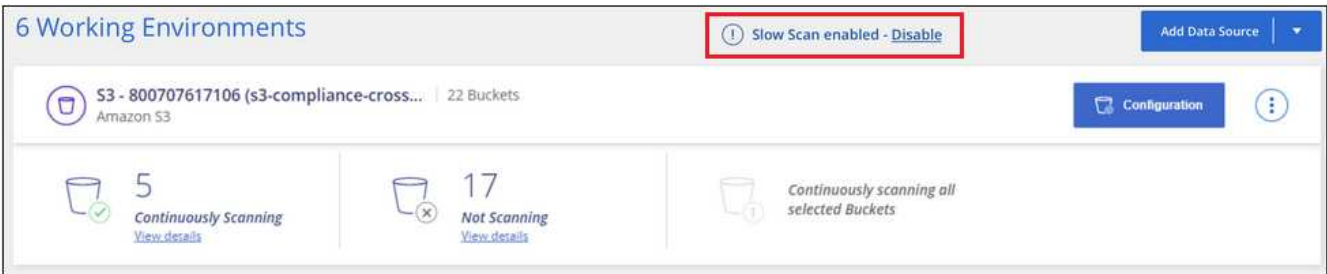 6 Working Environments
Slow Scan enabled - Disable
Add Data Source
S3 - 800707617106 (s3-compliance-cross... | 22 Buckets
Amazon S3
Configuration
5
Continuously Scanning
View details
17
Not Scanning
View details
Continuously scanning all
selected Buckets